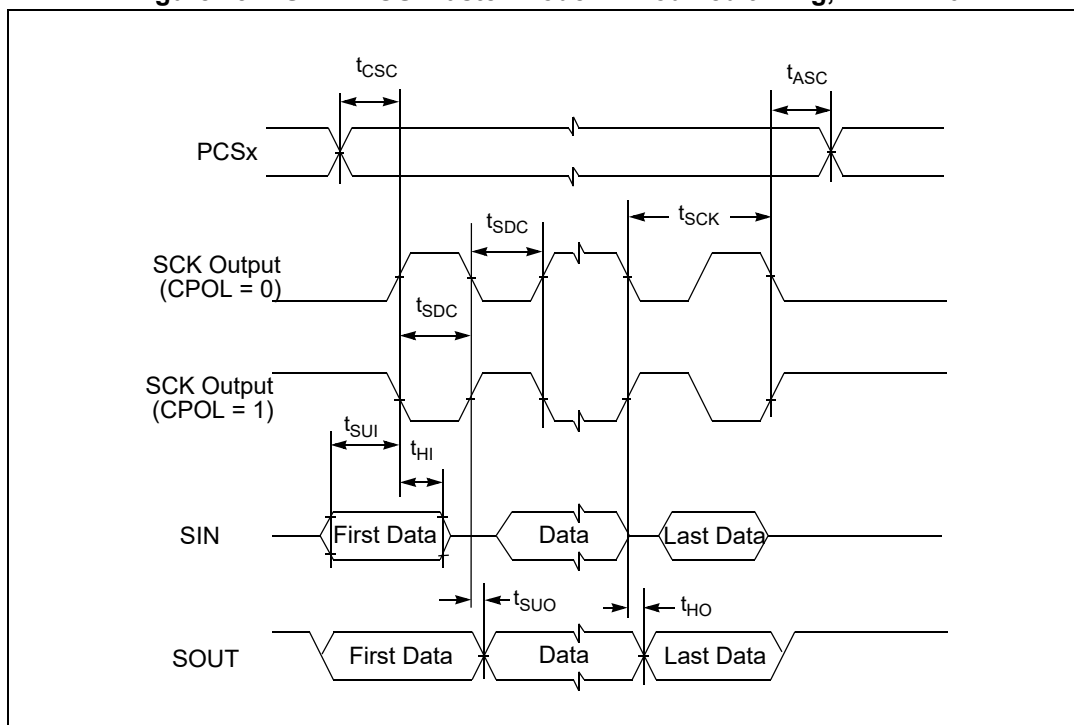 tCSC
tASC
PCSx
tSCK
tSDC
SCK Output
(CPOL = 0)
tSDC
SCK Output
(CPOL = 1)
tSUI
tHI
SIN
First Data
Data
Last Data
tSUO
tHO
SOUT
First Data
Data
Last Data